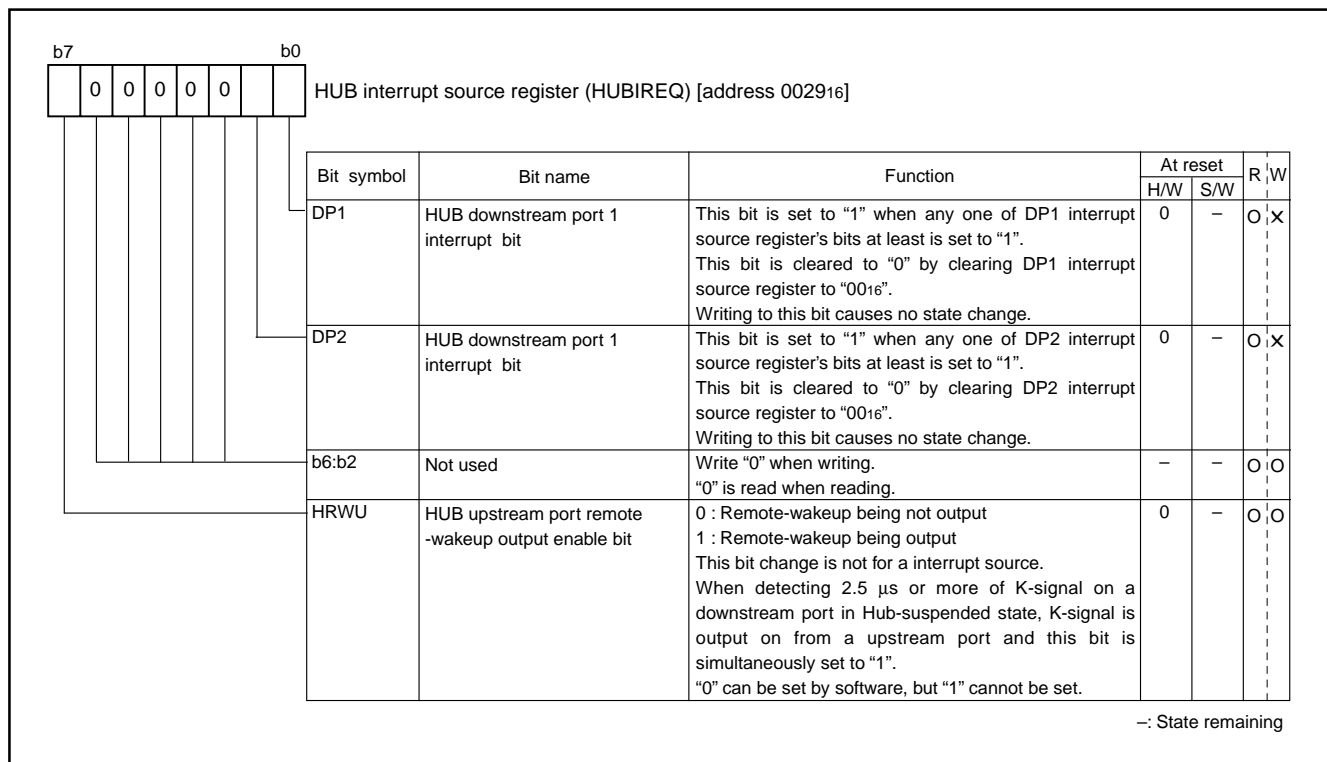 b7 b0
0 0 0 0 0
HUB interrupt source register (HUBIREQ) [address 002916]
Bit symbol Bit name Function At reset R W
H/W S/W
DP1 HUB downstream port 1 This bit is set to “1” when any one of DP1 interrupt 0 – O ×
interrupt bit source register's bits at least is set to “1”.
This bit is cleared to “0” by clearing DP1 interrupt
source register to “0016”.
Writing to this bit causes no state change.
DP2 HUB downstream port 1 This bit is set to “1” when any one of DP2 interrupt 0 – O ×
interrupt bit source register's bits at least is set to “1”.
This bit is cleared to “0” by clearing DP2 interrupt
source register to “0016”.
Writing to this bit causes no state change.
b6:b2 Not used Write “0” when writing. – – O O
“0” is read when reading.
HRWU HUB upstream port remote 0 : Remote-wakeup being not output 0 – O O
-wakeup output enable bit 1 : Remote-wakeup being output
This bit change is not for a interrupt source.
When detecting 2.5 µs or more of K-signal on a
downstream port in Hub-suspended state, K-signal is
output on from a upstream port and this bit is
simultaneously set to “1”.
“0” can be set by software, but “1” cannot be set.
–: State remaining